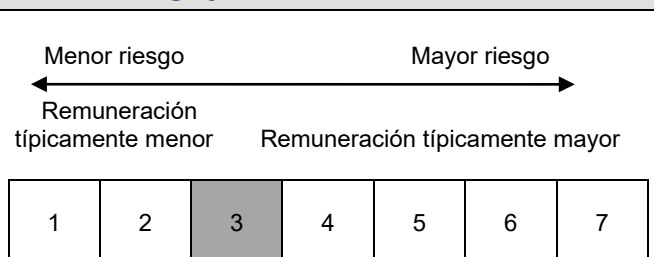 Menor riesgo Mayor riesgo
Remuneración
típicamente menor Remuneración típicamente mayor
1 2 3 4 5 6 7